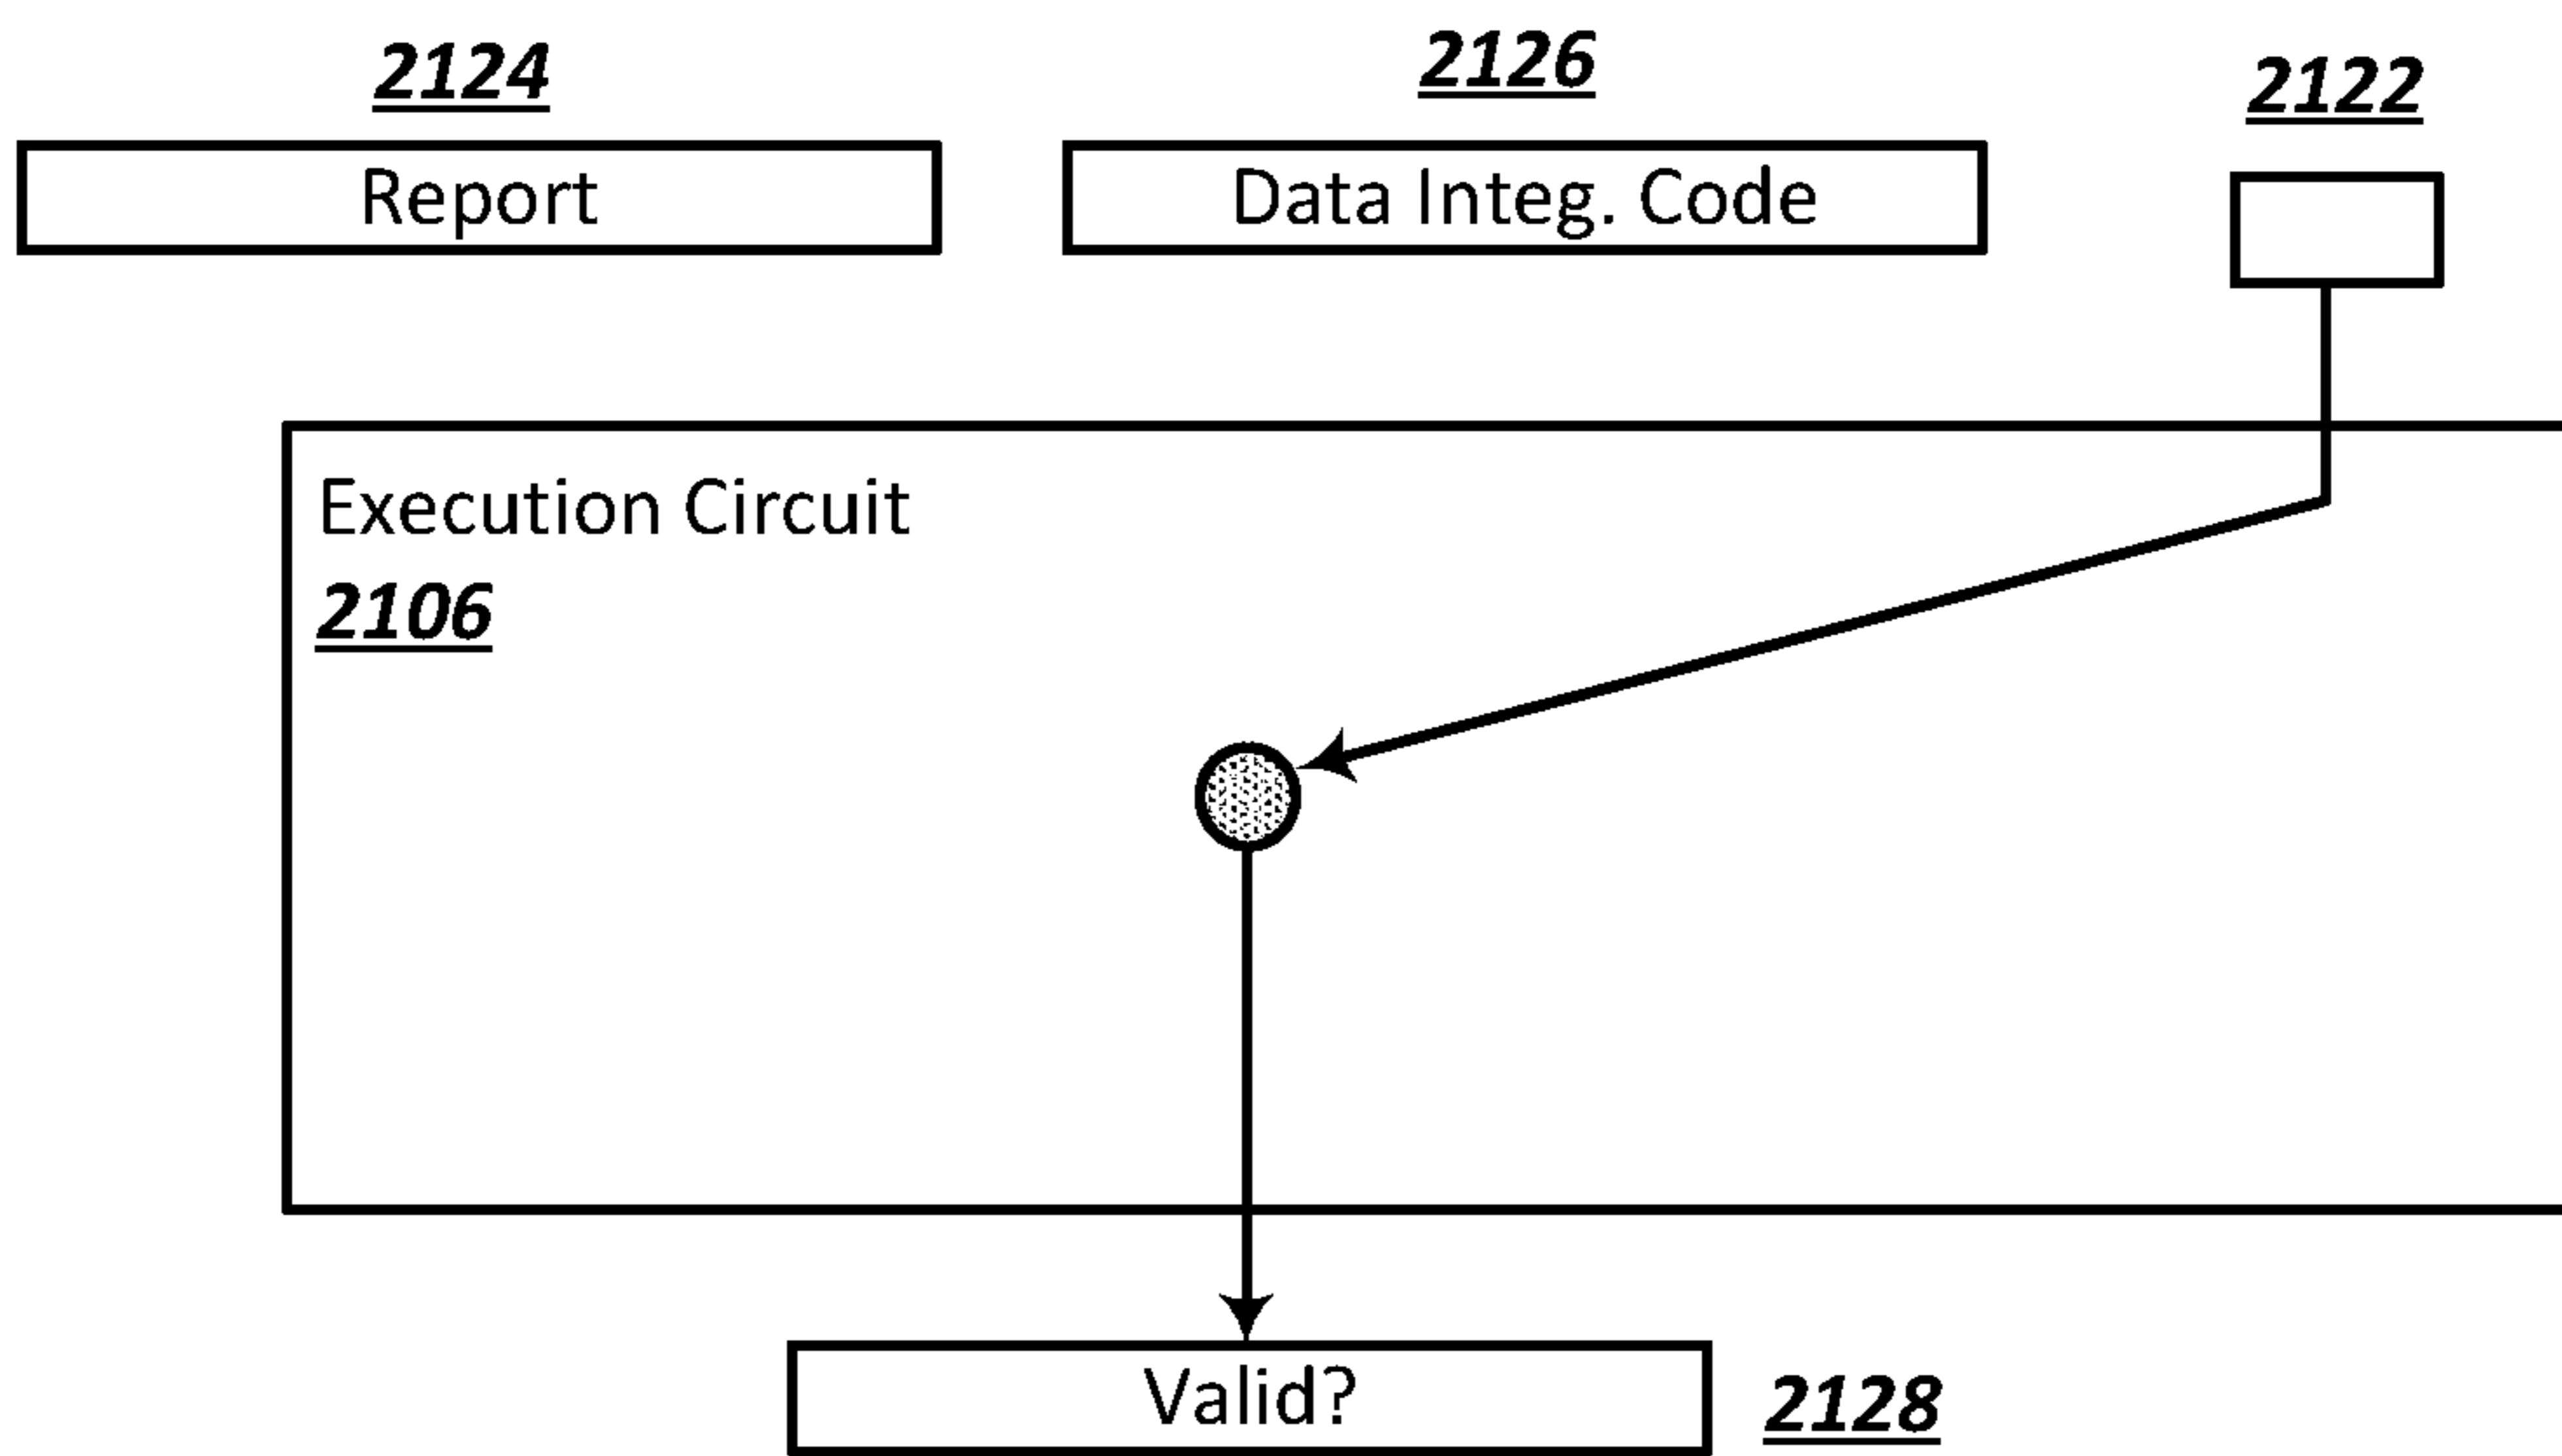 2124
2126
2122
Report
Data Integ. Code
Execution Circuit
2106
Valid?
2128